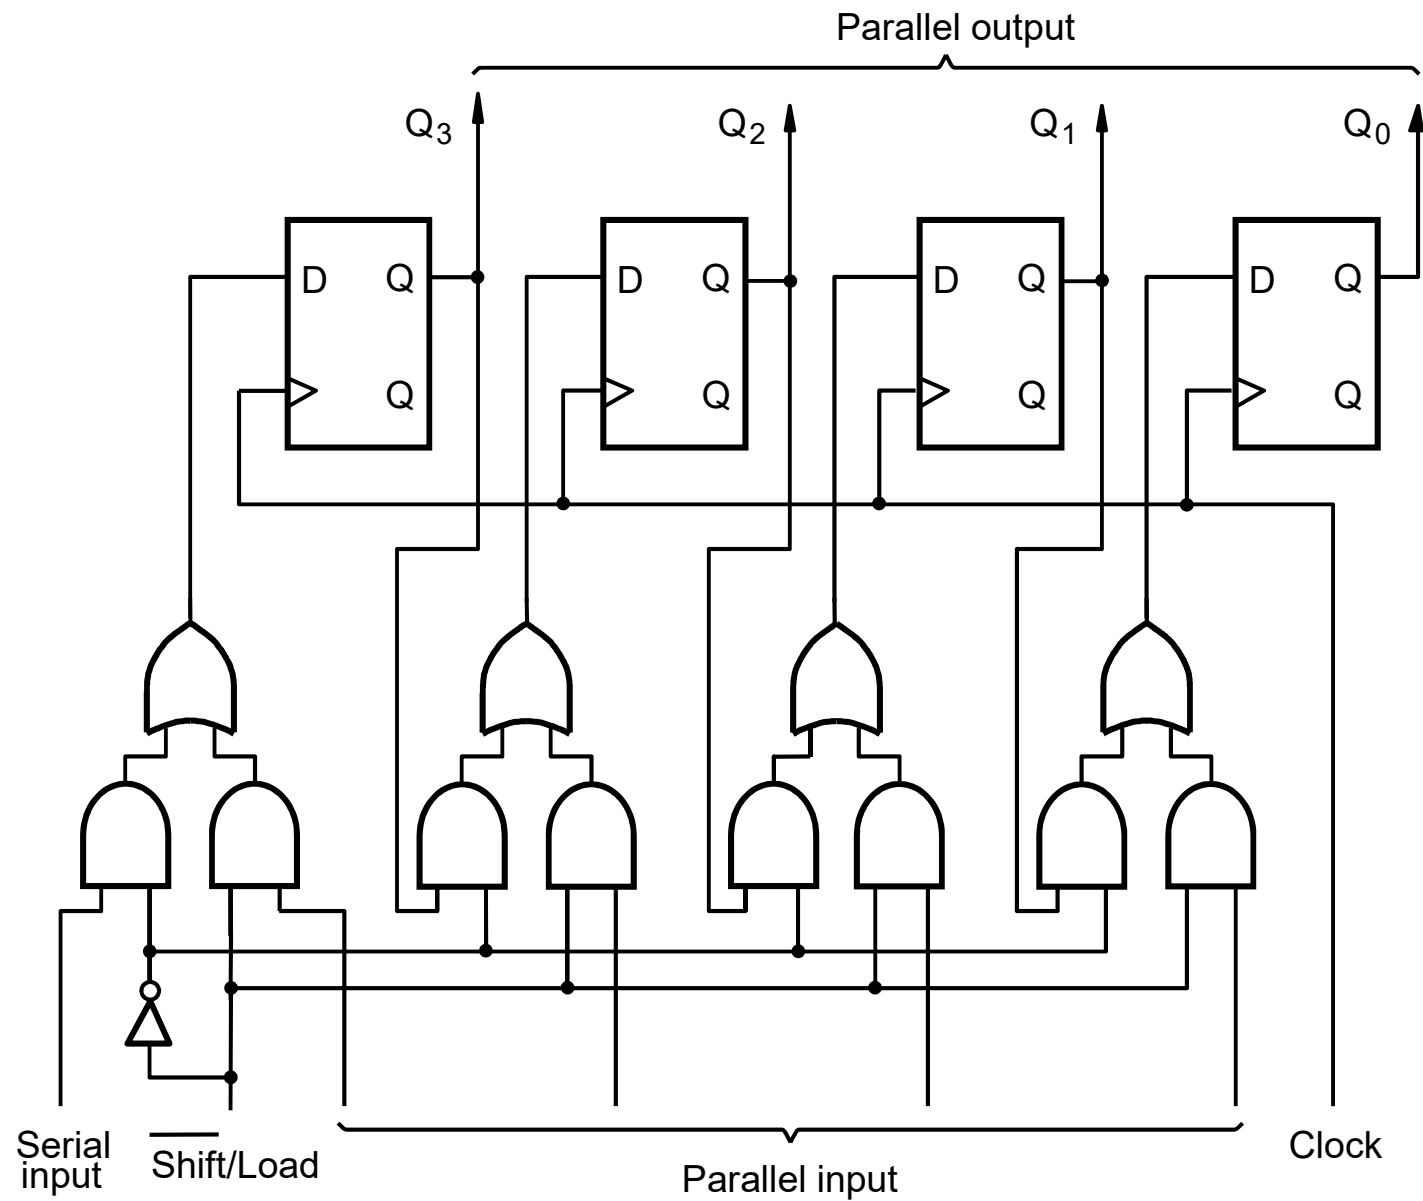 Parallel output
Q3 Q2 Q1 Q0
D Q D Q D Q D Q
Q Q Q Q
Serial input
Shift/Load
Parallel input
Clock